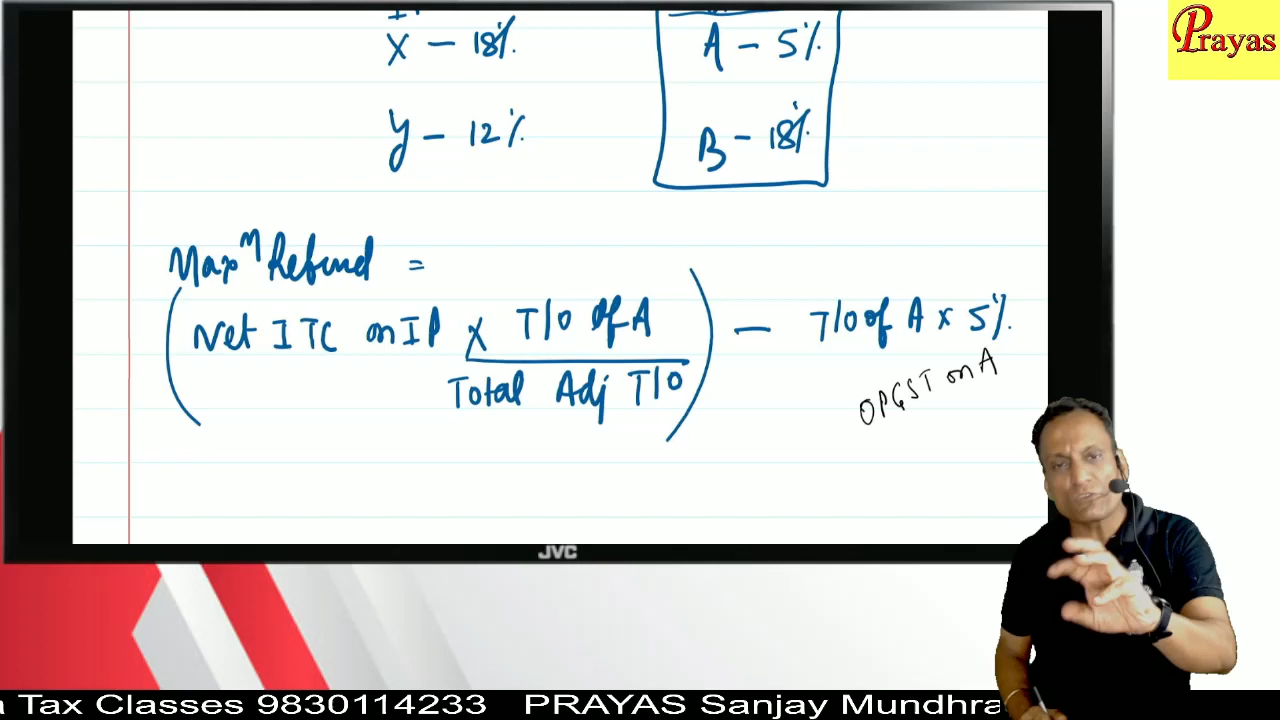 Prayas
X - 18%
A - 5%
Y - 12%
B - 18%
Maxm Refund =
(Net ITC on IP x T/O of A / Total Adj T/O) - T/O of A x 5%
OPGST on A
JVC
Tax Classes 9830114233 PRAYAS Sanjay Mundhra